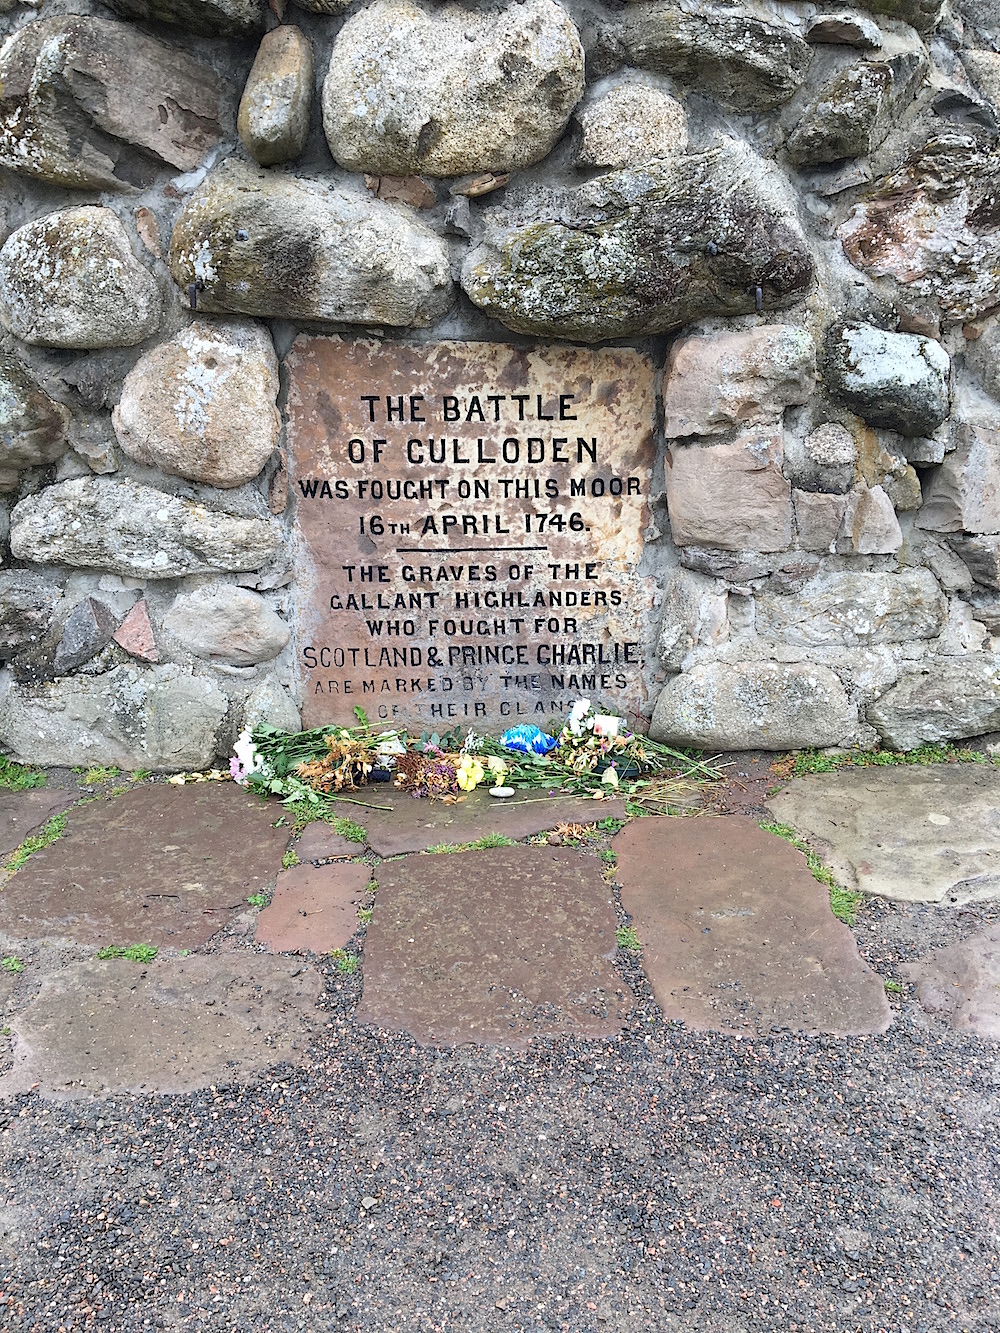 THE BATTLE
OF CULLODEN
WAS FOUGHT ON THIS MOOR
16TH APRIL 1746.
THE GRAVES OF THE
GALLANT HIGHLANDERS
WHO FOUGHT FOR
SCOTLAND & PRINCE CHARLIE,
ARE MARKED BY THE NAMES
OF THEIR CLANS